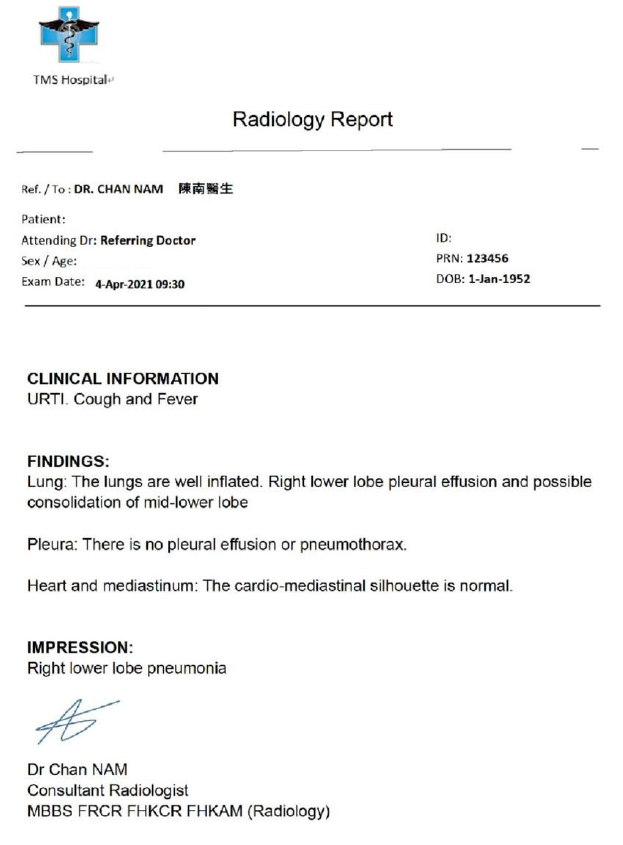 TMS Hospital↵
Radiology Report
Ref. / To : DR. CHAN NAM 陳南醫生
Patient:
Attending Dr: Referring Doctor
ID:
Sex / Age:
PRN: 123456
Exam Date: 4-Apr-2021 09:30
DOB: 1-Jan-1952
CLINICAL INFORMATION
URTI. Cough and Fever
FINDINGS:
Lung: The lungs are well inflated. Right lower lobe pleural effusion and possible
consolidation of mid-lower lobe
Pleura: There is no pleural effusion or pneumothorax.
Heart and mediastinum: The cardio-mediastinal silhouette is normal.
IMPRESSION:
Right lower lobe pneumonia
Dr Chan NAM
Consultant Radiologist
MBBS FRCR FHKCR FHKAM (Radiology)